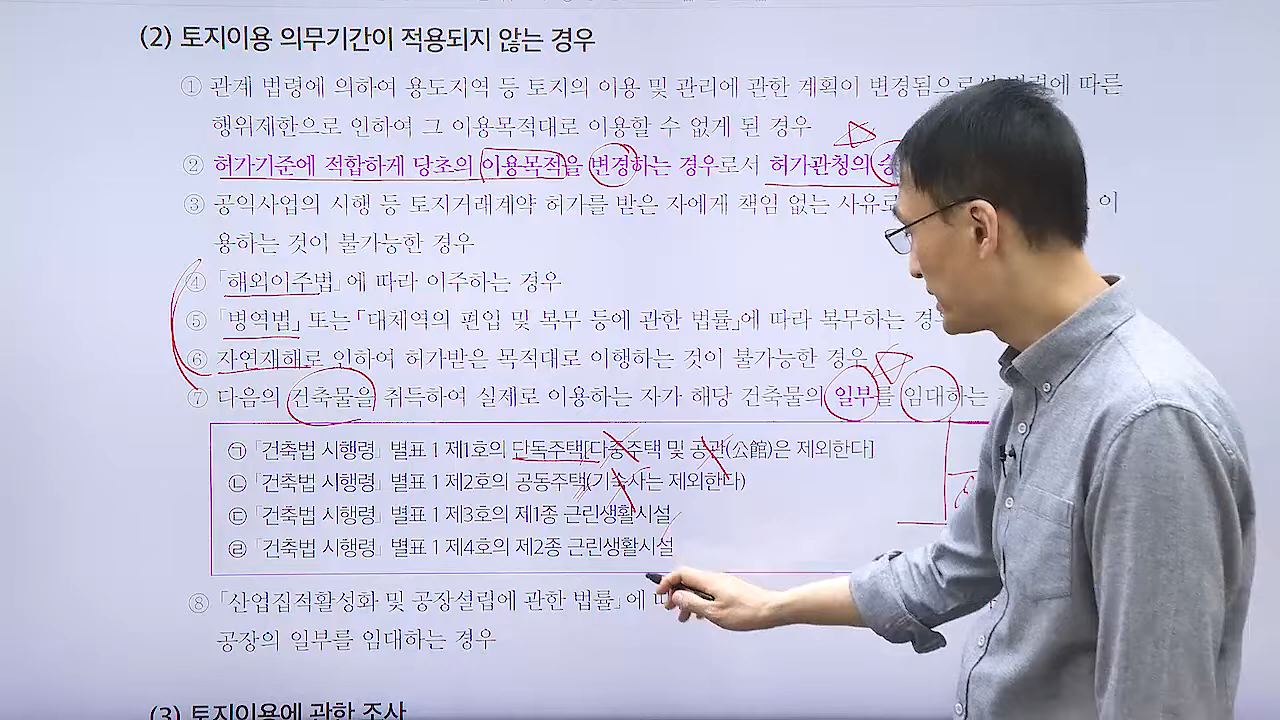 (2) 토지이용 의무기간이 적용되지 않는 경우
① 관계 법령에 의하여 용도지역 등 토지의 이용 및 관리에 관한 계획이 변경됨으로써 따른
행위제한으로 인하여 그 이용목적대로 이용할 수 없게 된 경우
② 허가기준에 적합하게 당초의 이용목적을 변경하는 경우로서 허가관청의
③ 공익사업의 시행 등 토지거래계약 허가를 받은 자에게 책임 없는 사유로 이
용하는 것이 불가능한 경우
④ 「해외이주법」에 따라 이주하는 경우
⑤ 「병역법」 또는 「대체역의 편입 및 복무 등에 관한 법률」에 따라 복무하는 경우
⑥ 자연재해로 인하여 허가받은 목적대로 이행하는 것이 불가능한 경우
⑦ 다음의 건축물을 취득하여 실제로 이용하는 자가 해당 건축물의 일부를 임대하는
㉠ 「건축법 시행령」 별표 1 제1호의 단독주택[다중주택 및 공관(公館)은 제외한다]
㉡ 「건축법 시행령」 별표 1 제2호의 공동주택(기숙사는 제외한다)
㉢ 「건축법 시행령」 별표 1 제3호의 제1종 근린생활시설
㉣ 「건축법 시행령」 별표 1 제4호의 제2종 근린생활시설
⑧ 「산업집적활성화 및 공장설립에 관한 법률」에
공장의 일부를 임대하는 경우
(3) 토지이용에 관한 조사